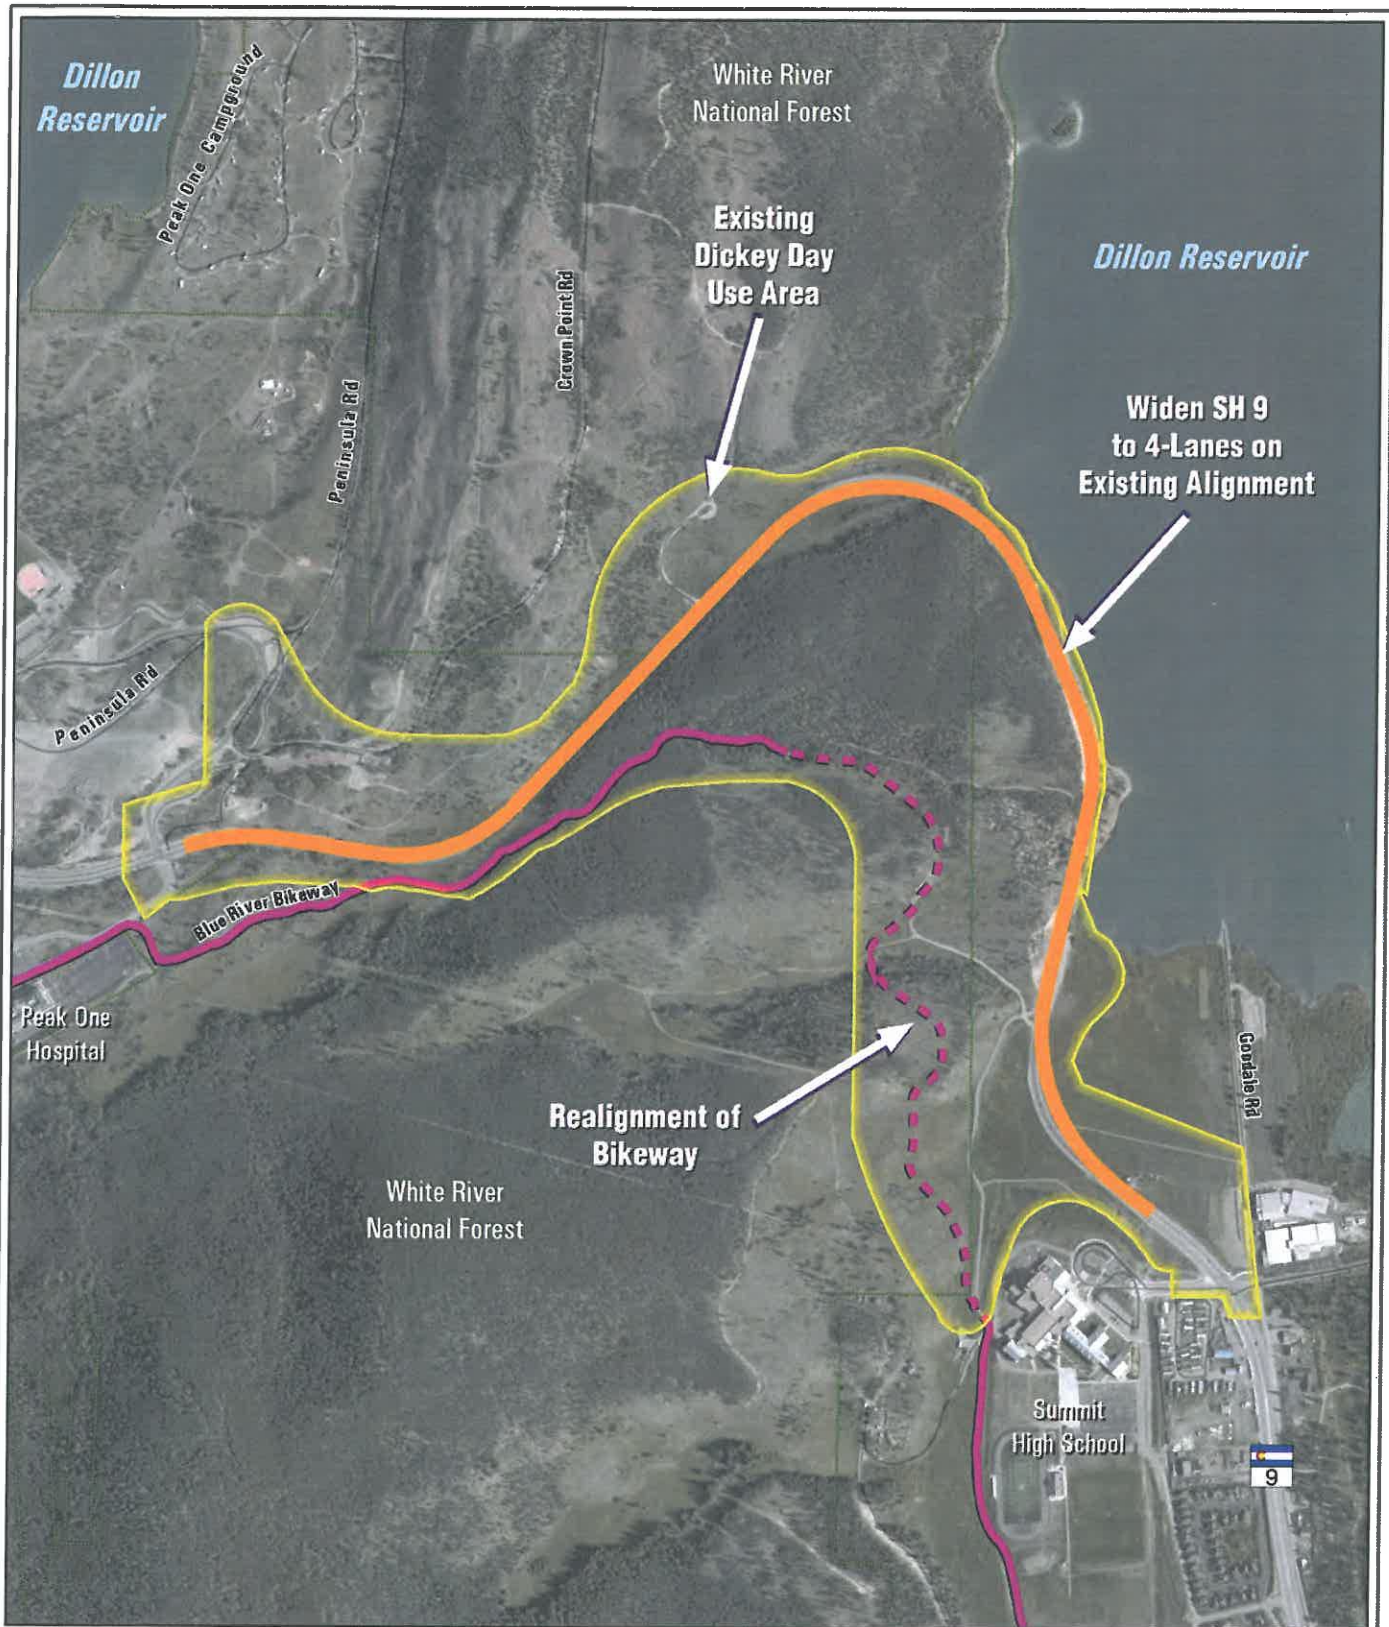 Dillon
Reservoir
Peak One Campground
White River
National Forest
Existing
Dickey Day
Use Area
Dillon Reservoir
Crown Point Rd
Peninsula Rd
Widen SH 9
to 4-Lanes on
Existing Alignment
Peninsula Rd
Blue River Bikeway
Peak One
Hospital
Goodale Rd
Realignment of
Bikeway
White River
National Forest
Summit
High School
9